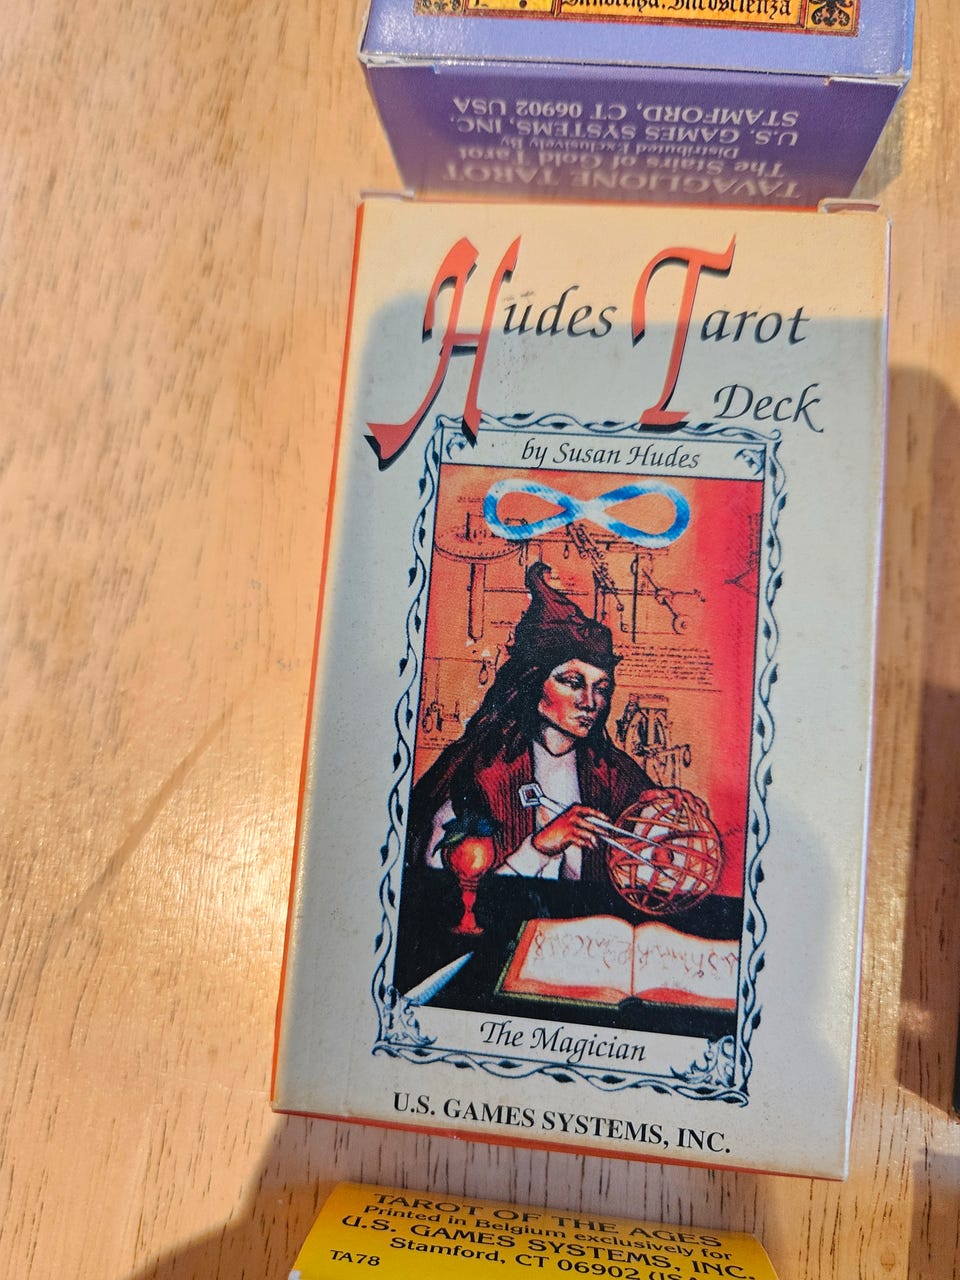 Innocenza. Incoscienza
TAVAGLIONE TAROT
The Stairs of Gold Tarot
Distributed Exclusively By
U.S. GAMES SYSTEMS, INC.
STAMFORD, CT 06902 USA
Hudes Tarot
Deck
by Susan Hudes
The Magician
U.S. GAMES SYSTEMS, INC.
TAROT OF THE AGES
Printed in Belgium exclusively for
U.S. GAMES SYSTEMS, INC.
Stamford, CT 06902 (USA
TA78